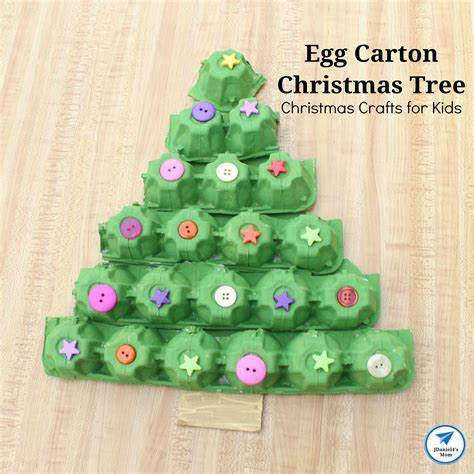 Egg Carton
Christmas Tree
Christmas Crafts for Kids
JDaniel4's
Mom